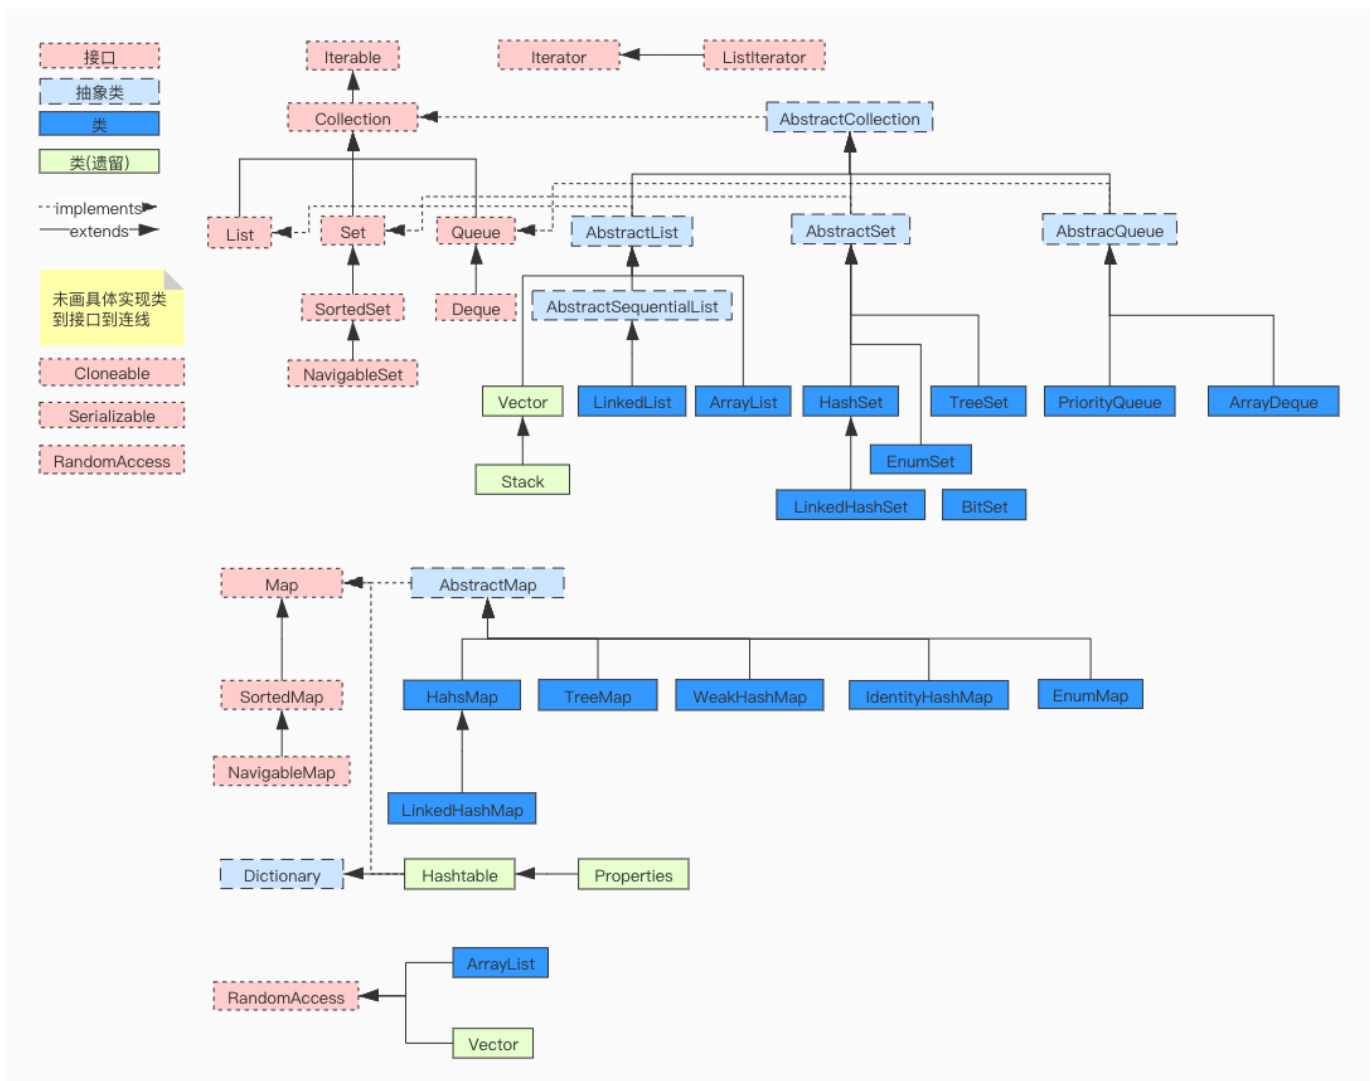 接口
抽象类
类
类(遗留)
implements
extends
未画具体实现类
到接口到连线
Cloneable
Serializable
RandomAccess
Iterable
Iterator
ListIterator
Collection
AbstractCollection
List
Set
Queue
AbstractList
AbstractSet
AbstracQueue
SortedSet
Deque
AbstractSequentialList
NavigableSet
Vector
LinkedList
ArrayList
HashSet
TreeSet
PriorityQueue
ArrayDeque
EnumSet
Stack
LinkedHashSet
BitSet
Map
AbstractMap
SortedMap
HahsMap
TreeMap
WeakHashMap
IdentityHashMap
EnumMap
NavigableMap
LinkedHashMap
Dictionary
Hashtable
Properties
ArrayList
RandomAccess
Vector